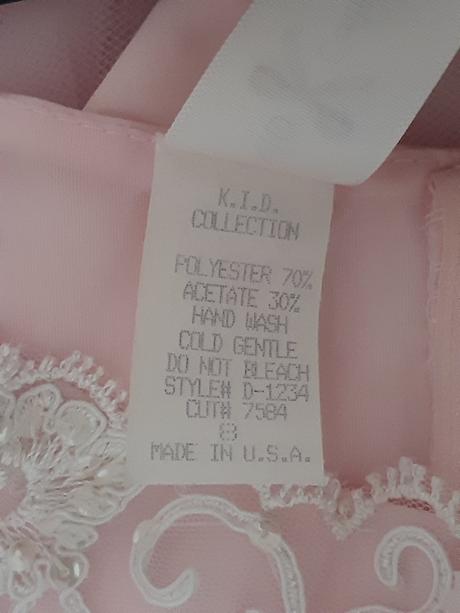 K.I.D.
COLLECTION
POLYESTER 70%
ACETATE 30%
HAND WASH
COLD GENTLE
DO NOT BLEACH
STYLE# D-1234
CUT# 7584
8
MADE IN U.S.A.